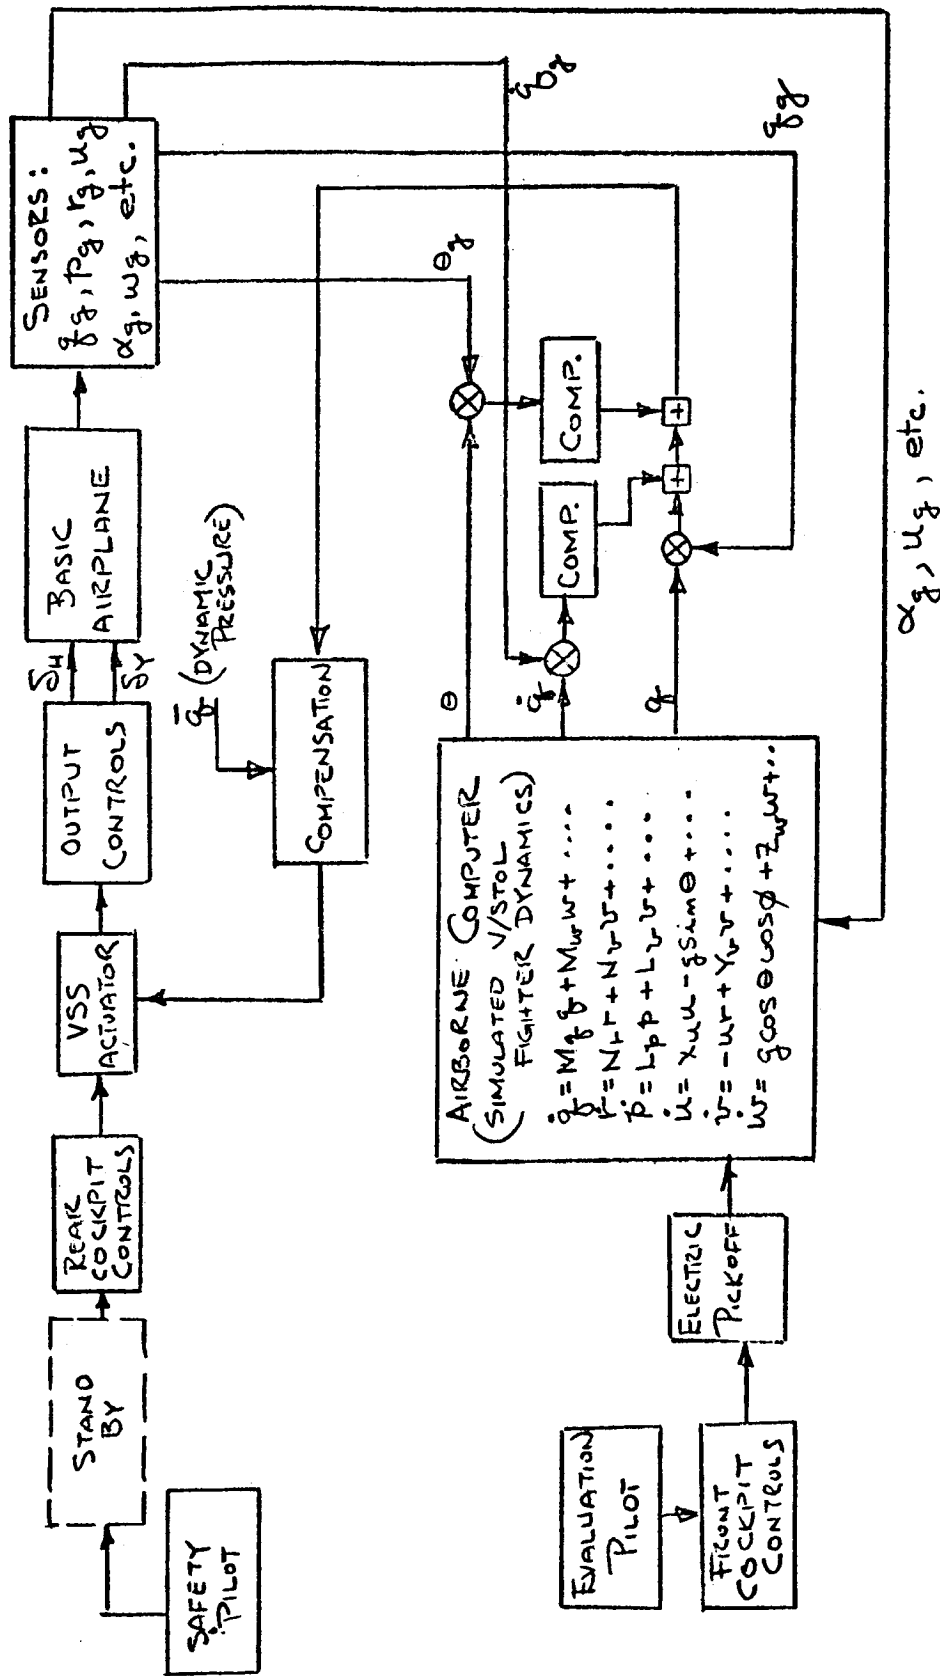 SAFETY
PILOT
STAND
BY
REAR
COCKPIT
CONTROLS
VSS
ACTUATOR
OUTPUT
CONTROLS
δH
δY
BASIC
AIRPLANE
SENSORS:
qg, pg, rg, ug
αg, wg, etc.
q̄ (DYNAMIC
PRESSURE)
COMPENSATION
θg
q̇g
qg
θ
q̇
q
COMP.
COMP.
+
+
AIRBORNE COMPUTER
(SIMULATED V/STOL
FIGHTER DYNAMICS)
q̇ = Mq q + Mw w + ....
ṙ = Nr r + Nv v + ....
ṗ = Lp p + Lv v + ....
u̇ = xu u - g sin θ + ...
v̇ = -ur + Yv v + ....
ẇ = g cos θ cos φ + Zw w + ...
αg, ug, etc.
EVALUATION
PILOT
FRONT
COCKPIT
CONTROLS
ELECTRIC
PICKOFF